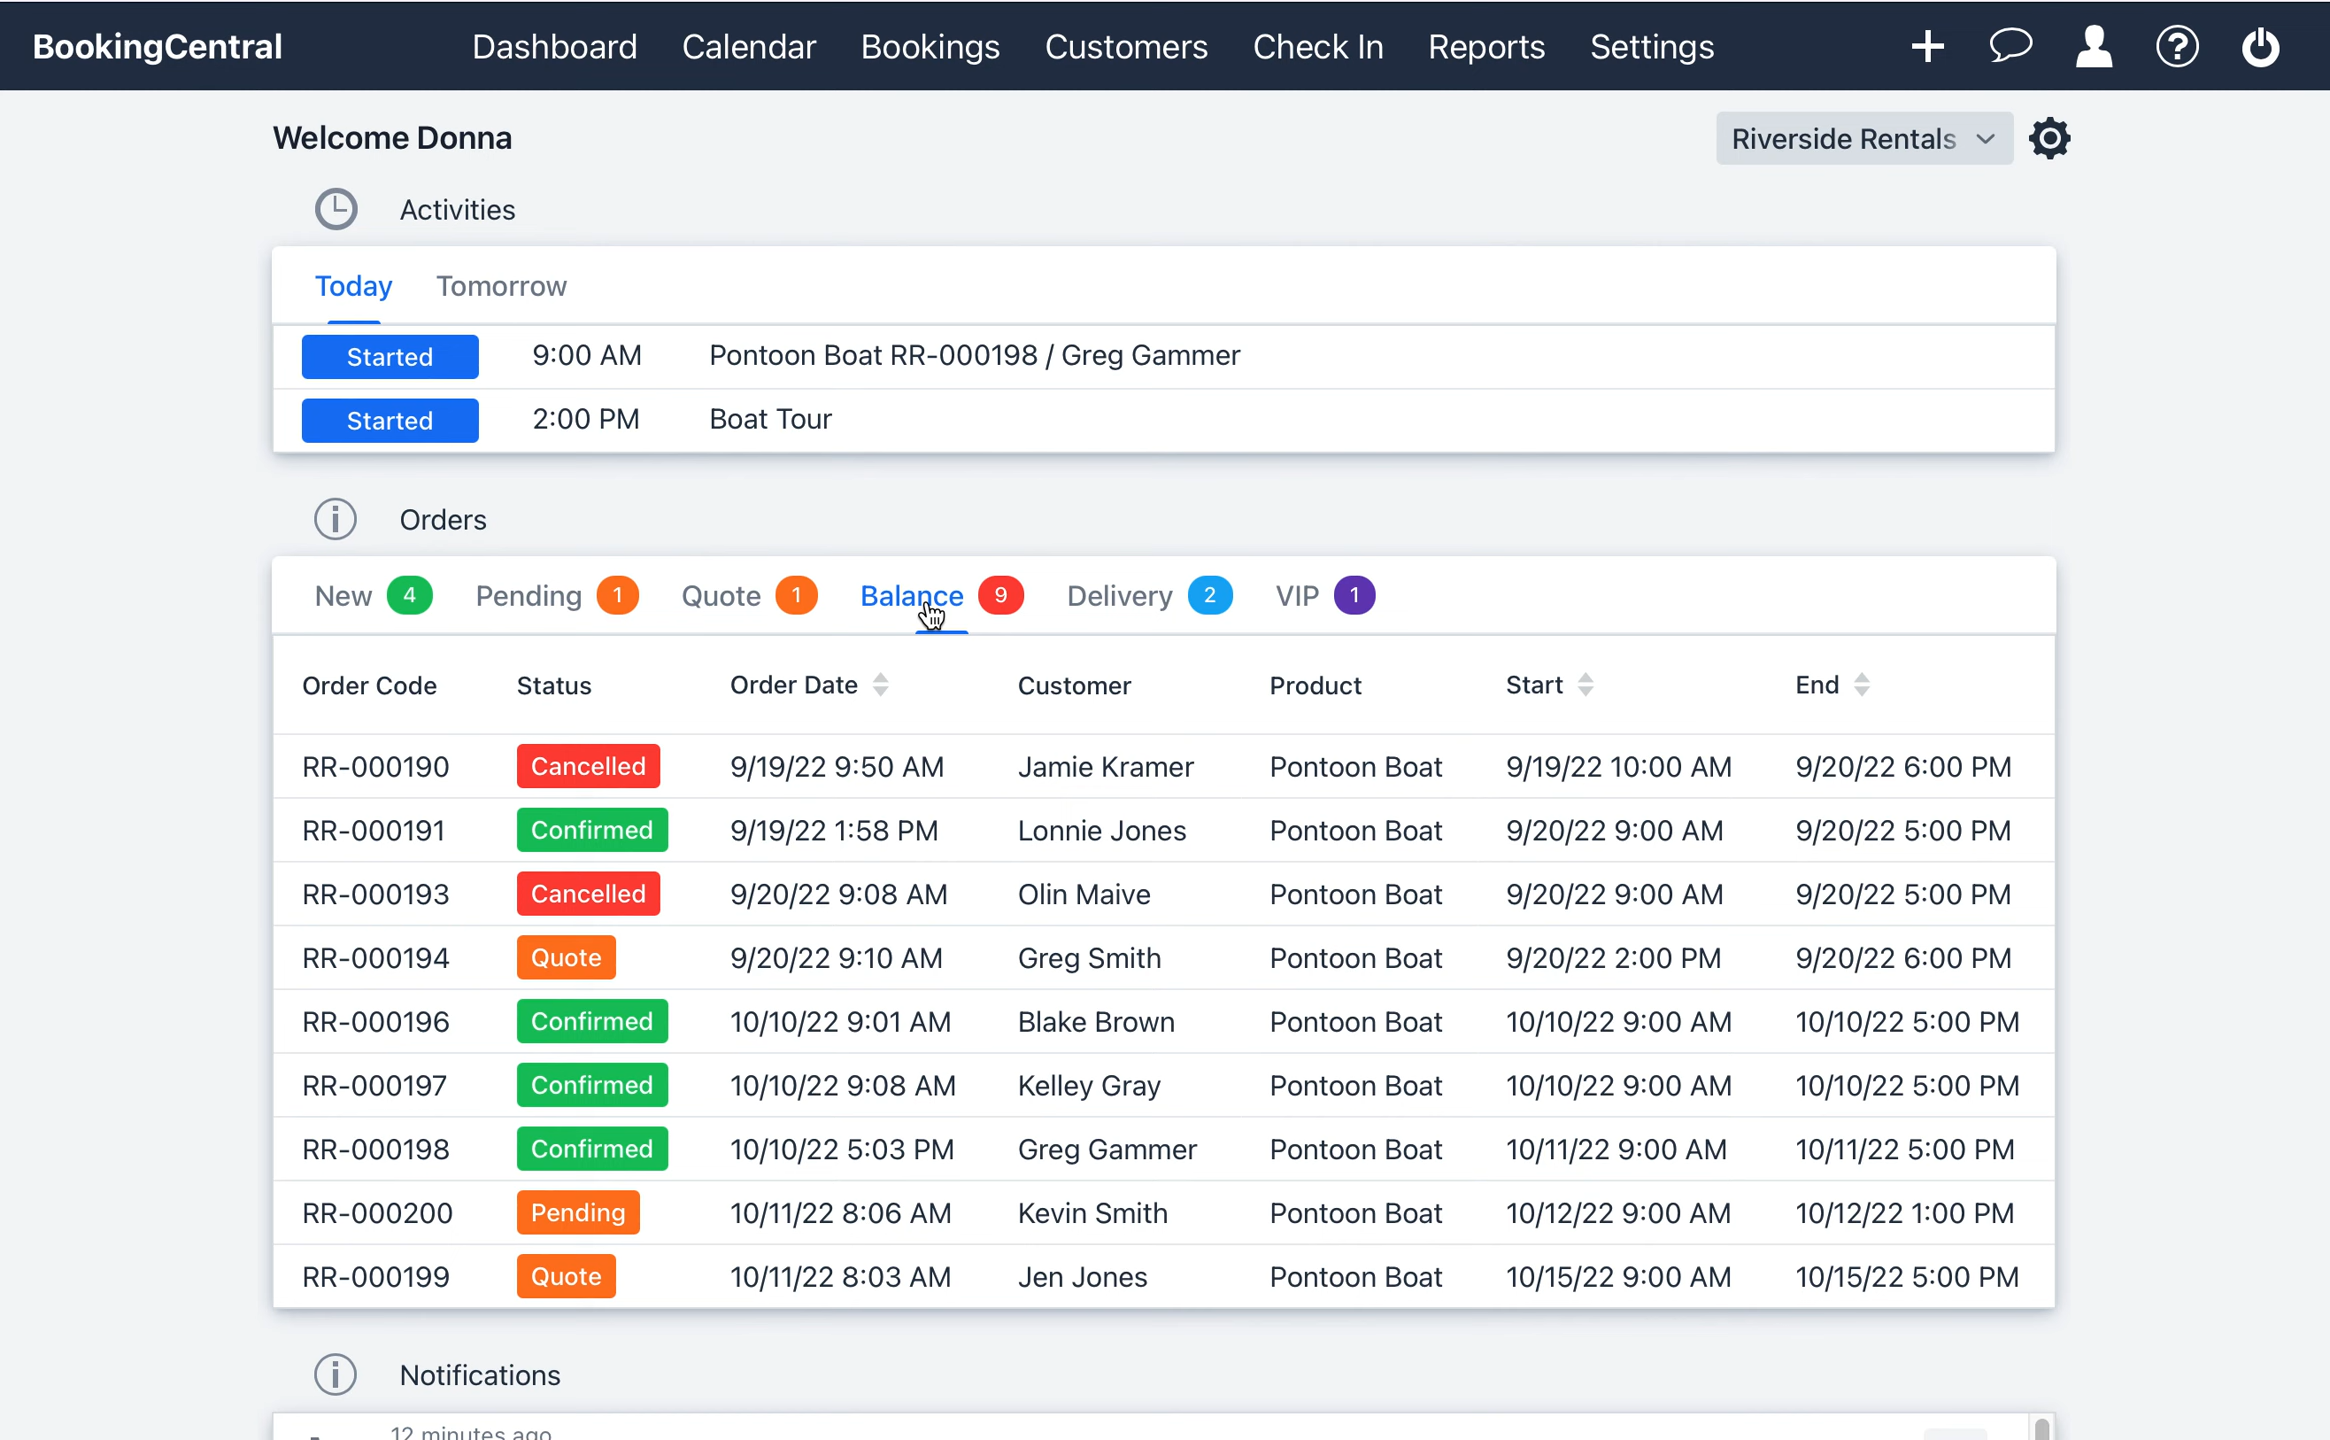 BookingCentral Dashboard Calendar Bookings Customers Check In Reports Settings
Welcome Donna Riverside Rentals
Activities
Today Tomorrow
Started 9:00 AM Pontoon Boat RR-000198 / Greg Gammer
Started 2:00 PM Boat Tour
Orders
New 4 Pending 1 Quote 1 Balance 9 Delivery 2 VIP 1
Order Code Status Order Date Customer Product Start End
RR-000190 Cancelled 9/19/22 9:50 AM Jamie Kramer Pontoon Boat 9/19/22 10:00 AM 9/20/22 6:00 PM
RR-000191 Confirmed 9/19/22 1:58 PM Lonnie Jones Pontoon Boat 9/20/22 9:00 AM 9/20/22 5:00 PM
RR-000193 Cancelled 9/20/22 9:08 AM Olin Maive Pontoon Boat 9/20/22 9:00 AM 9/20/22 5:00 PM
RR-000194 Quote 9/20/22 9:10 AM Greg Smith Pontoon Boat 9/20/22 2:00 PM 9/20/22 6:00 PM
RR-000196 Confirmed 10/10/22 9:01 AM Blake Brown Pontoon Boat 10/10/22 9:00 AM 10/10/22 5:00 PM
RR-000197 Confirmed 10/10/22 9:08 AM Kelley Gray Pontoon Boat 10/10/22 9:00 AM 10/10/22 5:00 PM
RR-000198 Confirmed 10/10/22 5:03 PM Greg Gammer Pontoon Boat 10/11/22 9:00 AM 10/11/22 5:00 PM
RR-000200 Pending 10/11/22 8:06 AM Kevin Smith Pontoon Boat 10/12/22 9:00 AM 10/12/22 1:00 PM
RR-000199 Quote 10/11/22 8:03 AM Jen Jones Pontoon Boat 10/15/22 9:00 AM 10/15/22 5:00 PM
Notifications
12 minutes ago